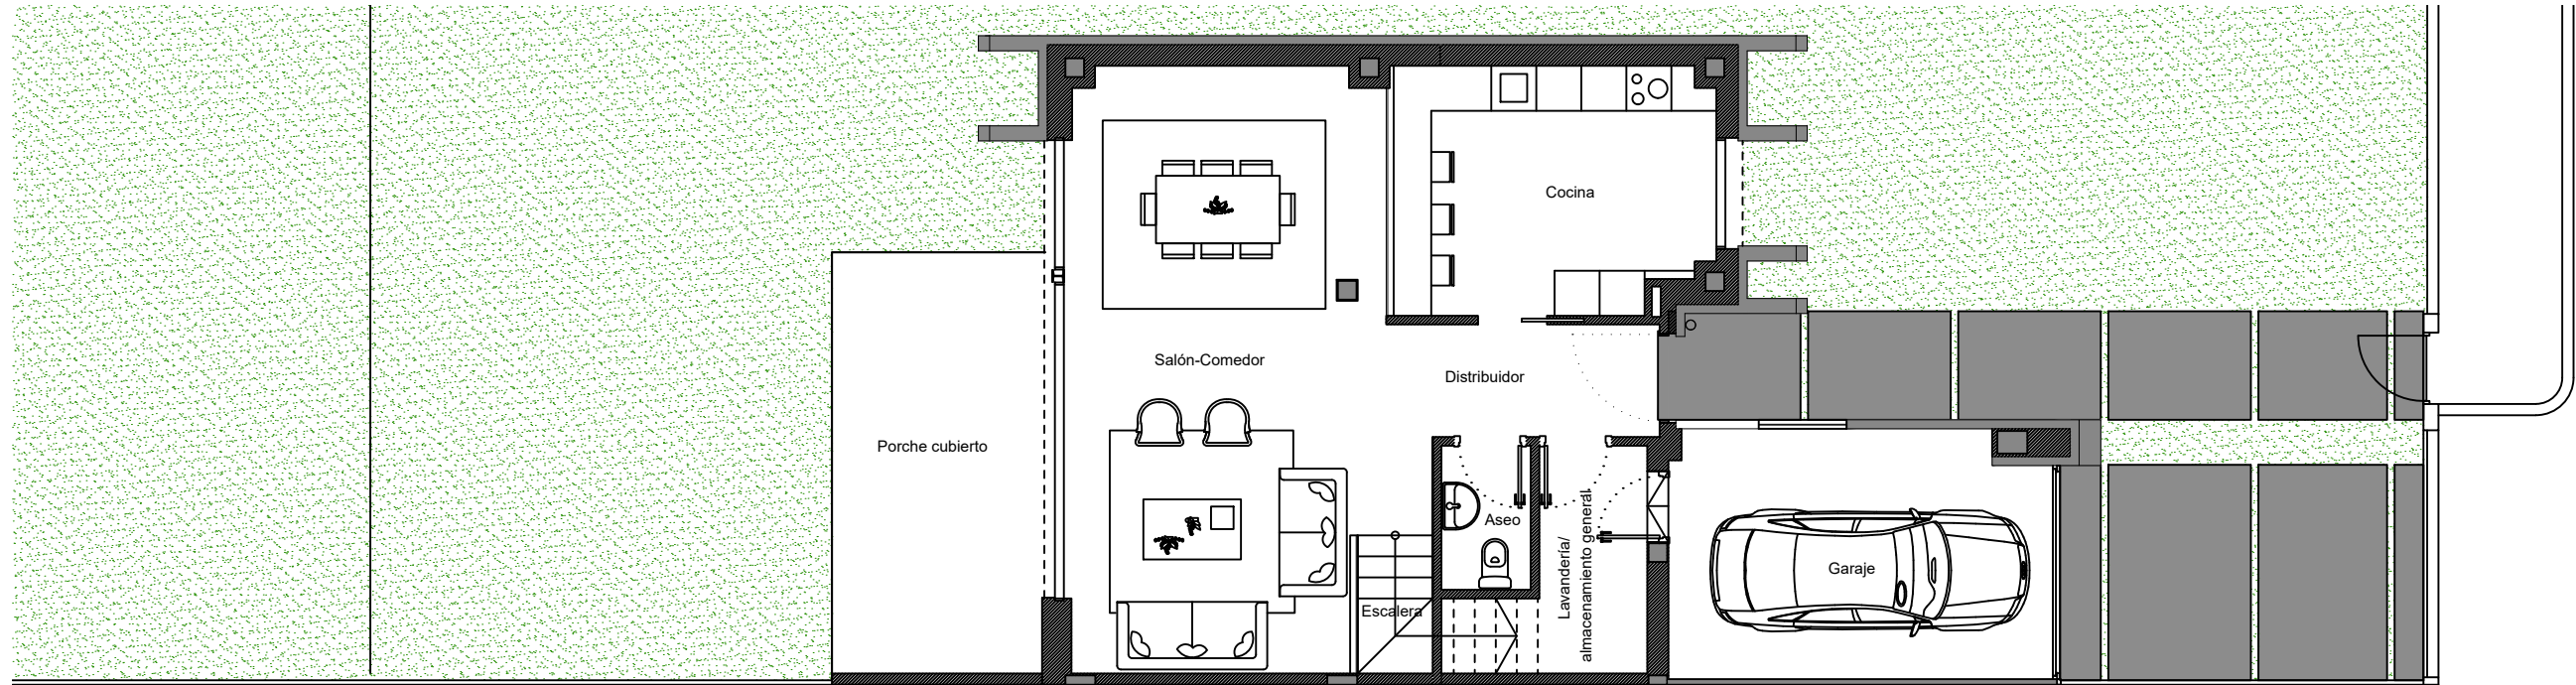 Cocina
Salón-Comedor
Distribuidor
Porche cubierto
Aseo
Lavandería/
almacenamiento general
Garaje
Escalera